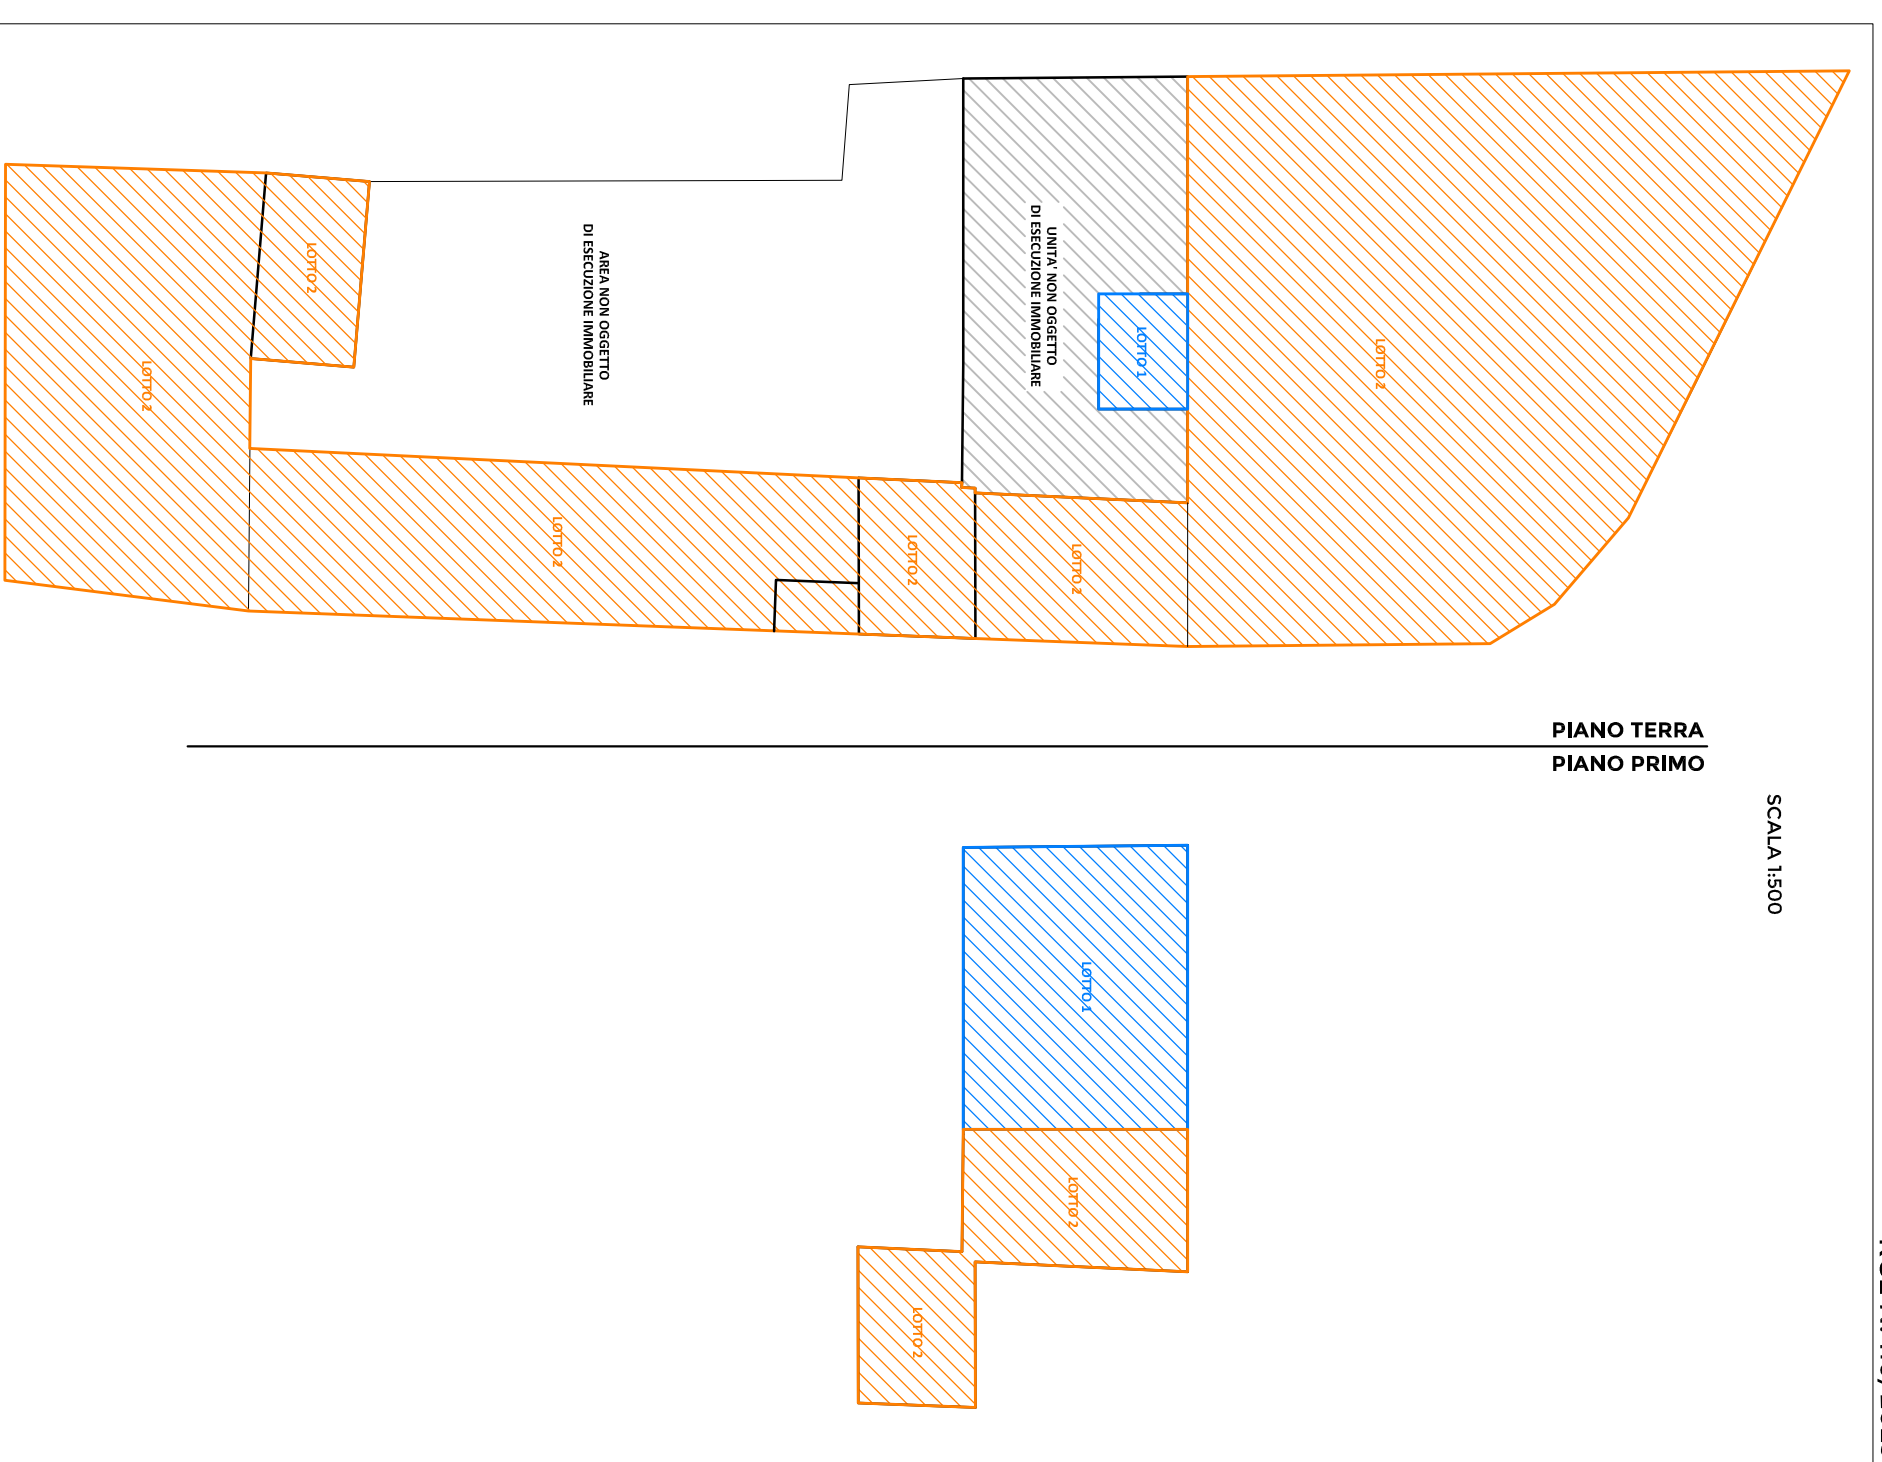 UNITA' NON OGGETTO
DI ESECUZIONE IMMOBILIARE
AREA NON OGGETTO
DI ESECUZIONE IMMOBILIARE
LOTTO 2
LOTTO 1
LOTTO 2
LOTTO 2
LOTTO 2
LOTTO 2
LOTTO 2
PIANO TERRA
PIANO PRIMO
SCALA 1:500
LOTTO 1
LOTTO 2
LOTTO 2